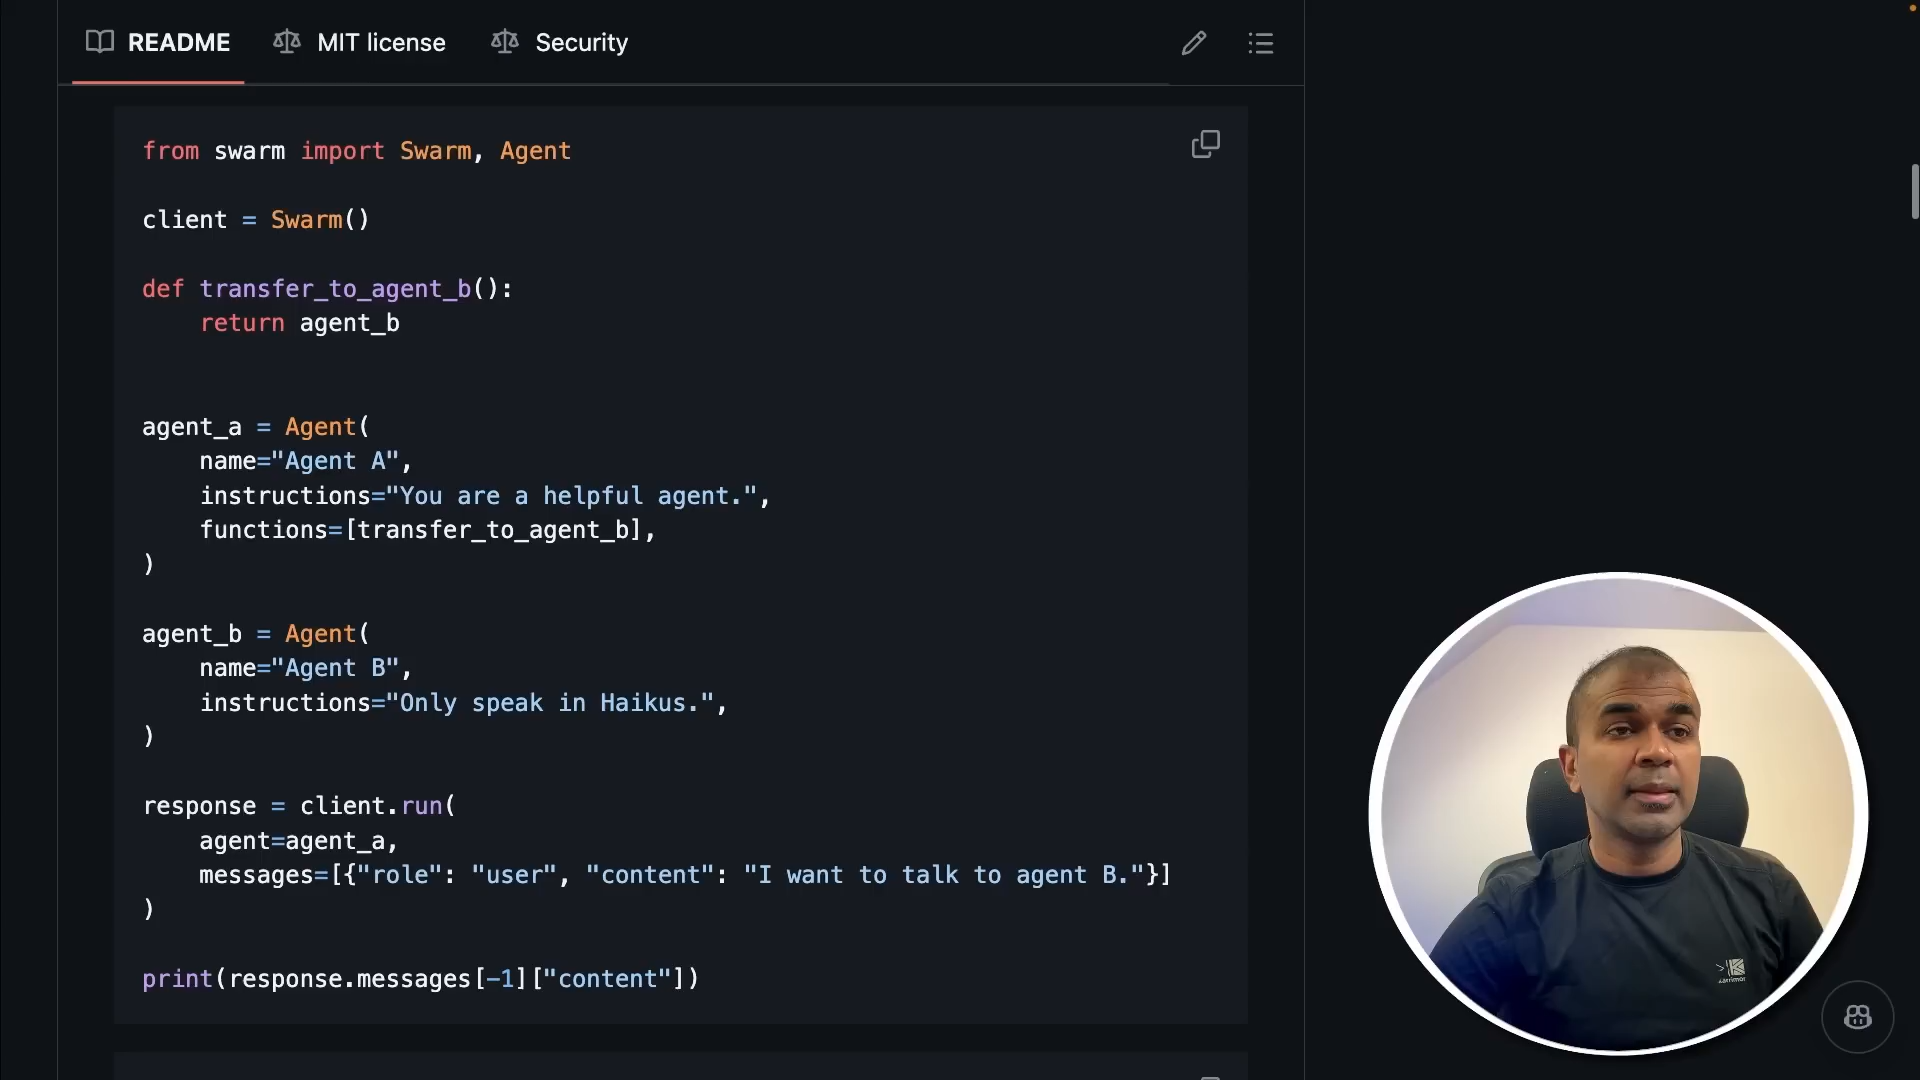 README MIT license Security
from swarm import Swarm, Agent
client = Swarm()
def transfer_to_agent_b():
    return agent_b
agent_a = Agent(
    name="Agent A",
    instructions="You are a helpful agent.",
    functions=[transfer_to_agent_b],
)
agent_b = Agent(
    name="Agent B",
    instructions="Only speak in Haikus.",
)
response = client.run(
    agent=agent_a,
    messages=[{"role": "user", "content": "I want to talk to agent B."}]
)
print(response.messages[-1]["content"])